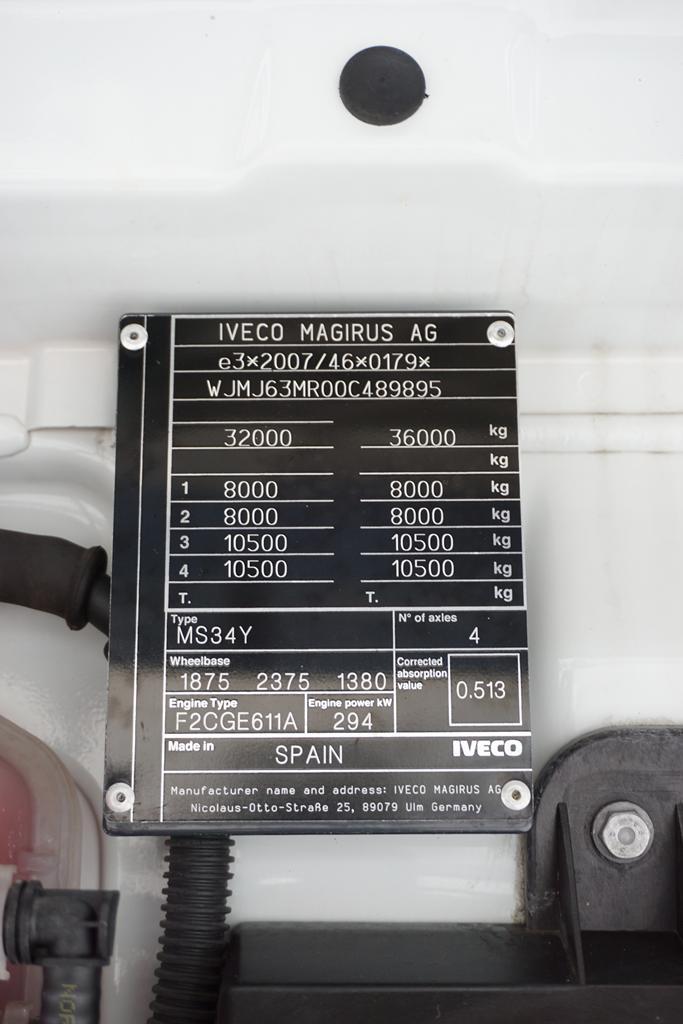 IVECO MAGIRUS AG
e3*2007/46*0179*
WJMJ63MR00C489895
32000 36000 kg
kg
1 8000 8000 kg
2 8000 8000 kg
3 10500 10500 kg
4 10500 10500 kg
T. T. kg
Type N° of axies
MS34Y 4
Wheelbase Corrected absorption value
1875 2375 1380 0.513
Engine Type Engine power kW
F2CGE611A 294
Made in SPAIN IVECO
Manufacturer name and address: IVECO MAGIRUS AG
Nicolaus-Otto-Straße 25, 89079 Ulm Germany